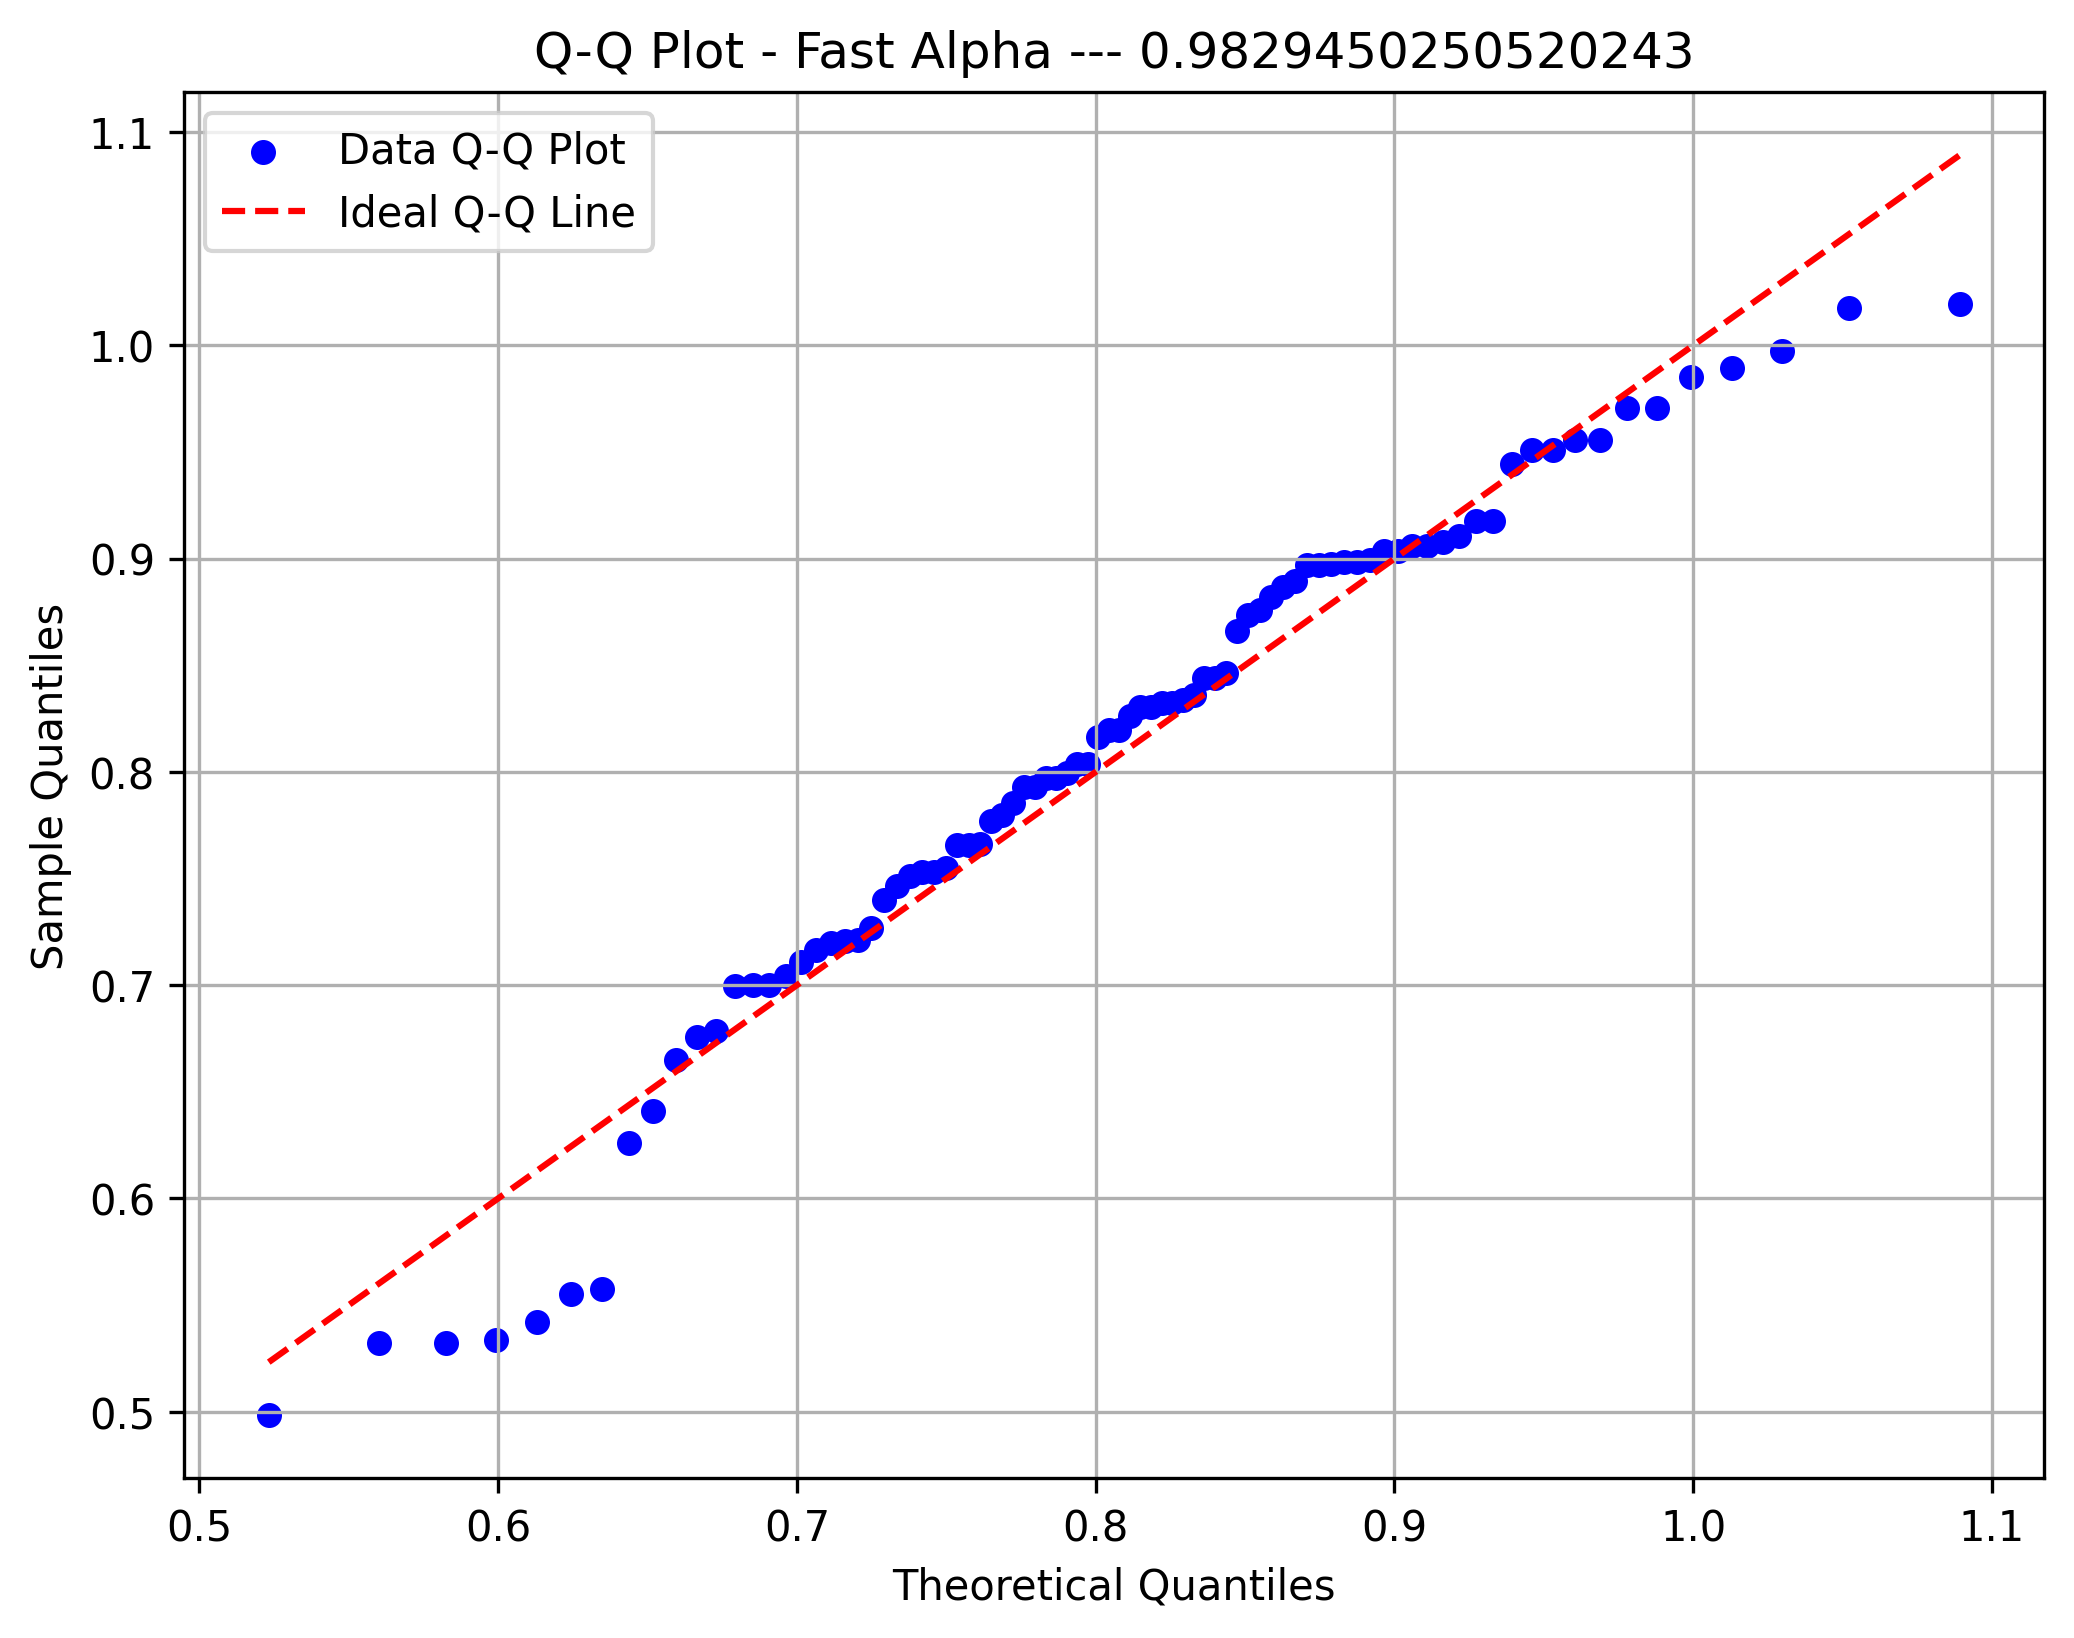 Q-Q Plot - Fast Alpha --- 0.9829450250520243
Data Q-Q Plot
Ideal Q-Q Line
1.1
1.0
0.9
0.8
0.7
0.6
0.5
Sample Quantiles
0.5 0.6 0.7 0.8 0.9 1.0 1.1
Theoretical Quantiles